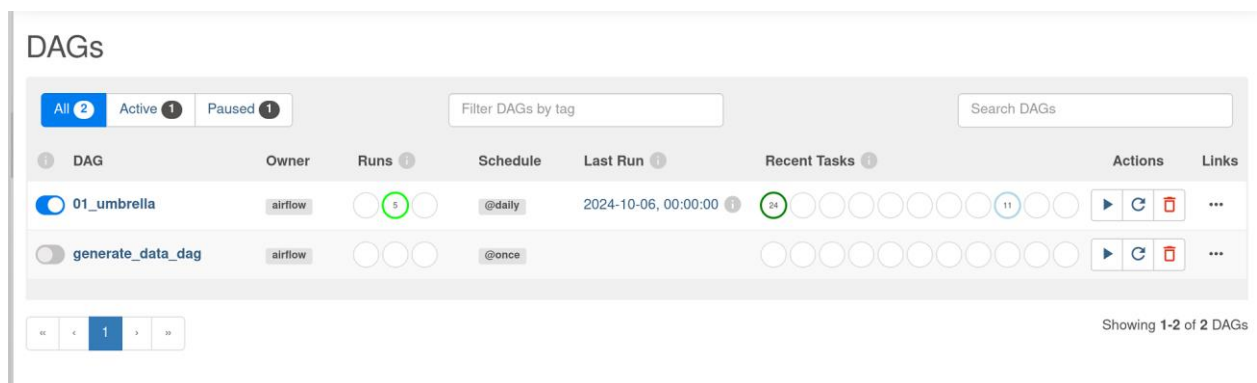 DAGs
All 2 Active 1 Paused 1 Filter DAGs by tag Search DAGs
DAG Owner Runs Schedule Last Run Recent Tasks Actions Links
01_umbrella airflow 5 @daily 2024-10-06, 00:00:00 24 11
generate_data_dag airflow @once
« ‹ 1 › » Showing 1-2 of 2 DAGs